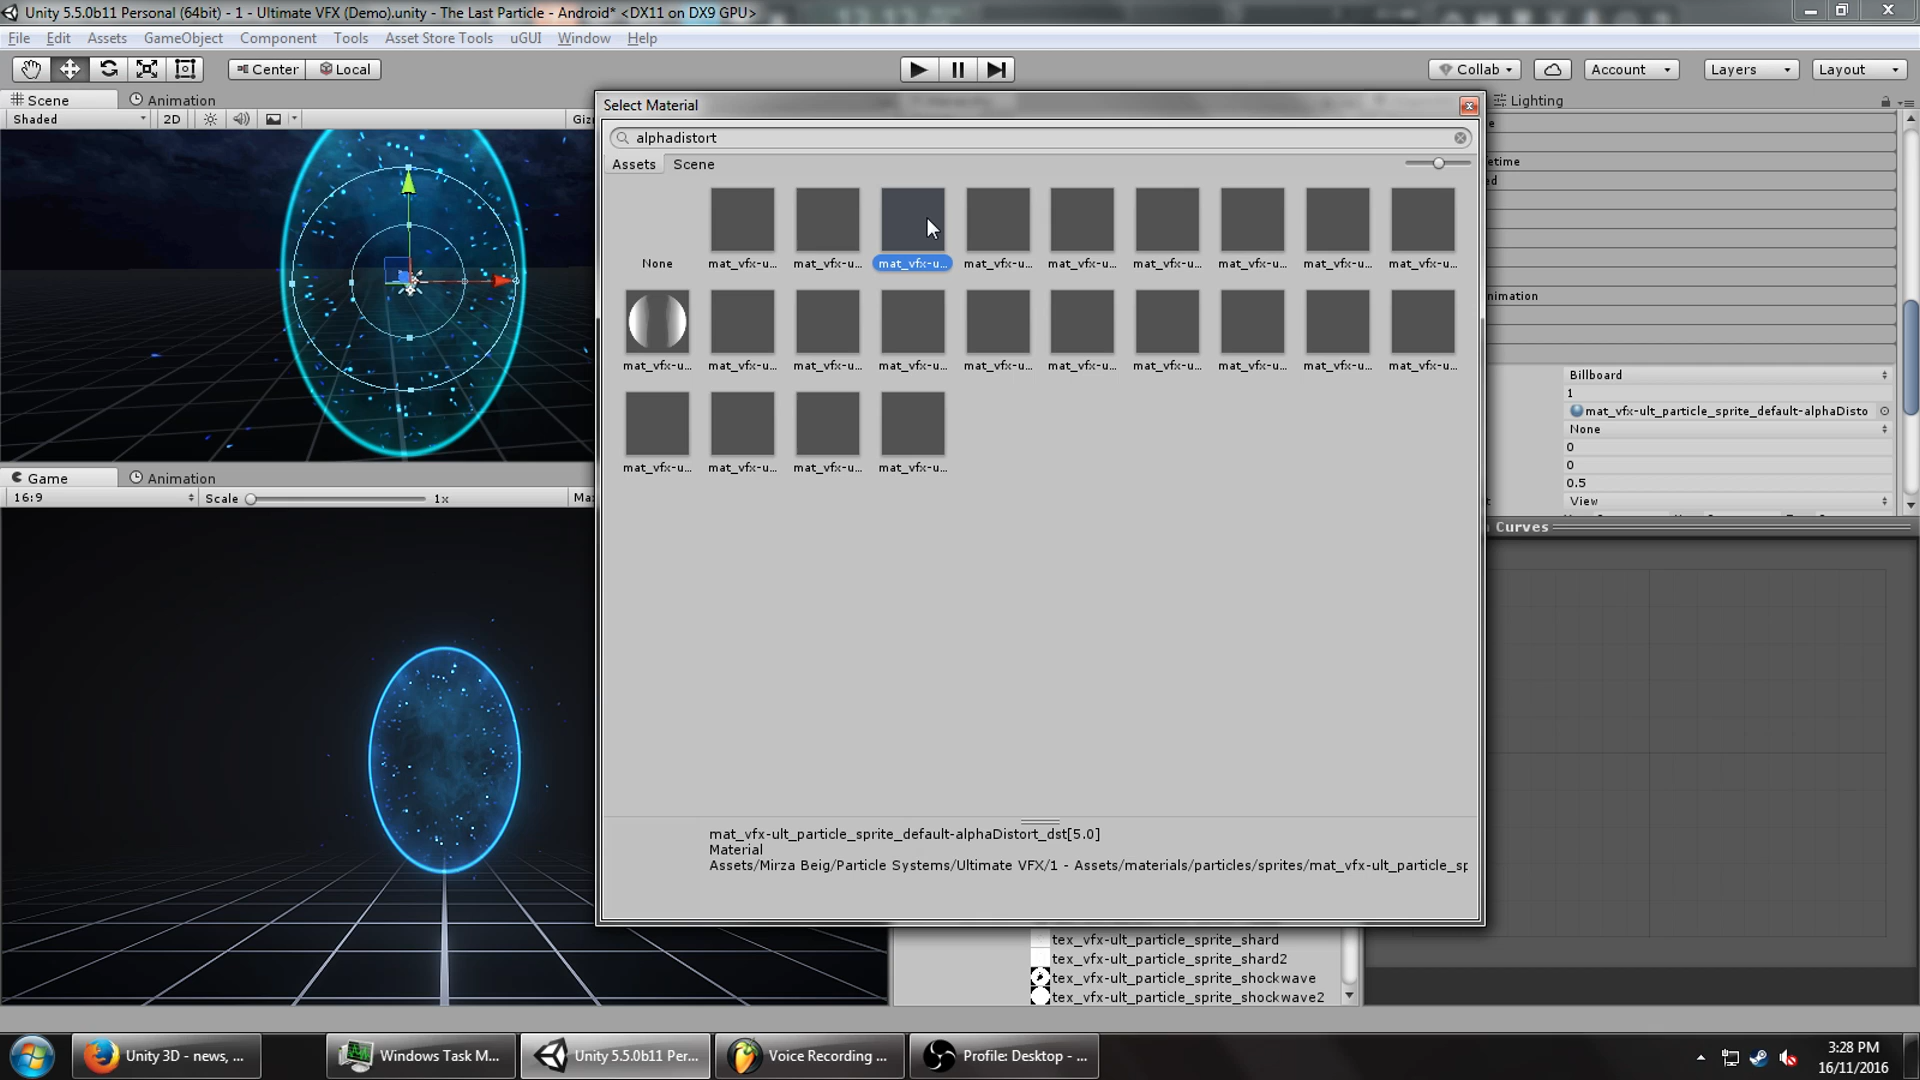 Unity 5.5.0b11 Personal (64bit) - 1 - Ultimate VFX (Demo).unity - The Last Particle - Android* <DX11 on DX9 GPU>
File Edit Assets GameObject Component Tools Asset Store Tools uGUI Window Help
Center Local Collab Account Layers Layout
Scene Animation
Shaded 2D Giz
Select Material
alphadistort
Assets Scene
None mat_vfx-u... mat_vfx-u... mat_vfx-u... mat_vfx-u... mat_vfx-u... mat_vfx-u... mat_vfx-u... mat_vfx-u... mat_vfx-u...
mat_vfx-u... mat_vfx-u... mat_vfx-u... mat_vfx-u... mat_vfx-u... mat_vfx-u... mat_vfx-u... mat_vfx-u... mat_vfx-u... mat_vfx-u...
mat_vfx-u... mat_vfx-u... mat_vfx-u... mat_vfx-u...
mat_vfx-ult_particle_sprite_default-alphaDistort_dst[5.0]
Material
Assets/Mirza Beig/Particle Systems/Ultimate VFX/1 - Assets/materials/particles/sprites/mat_vfx-ult_particle_sp
Lighting
e
etime
ed
nimation
Billboard
1
mat_vfx-ult_particle_sprite_default-alphaDisto
None
0
0
0.5
t View
Curves
Game Animation
16:9 Scale 1x Max
tex_vfx-ult_particle_sprite_shard
tex_vfx-ult_particle_sprite_shard2
tex_vfx-ult_particle_sprite_shockwave
tex_vfx-ult_particle_sprite_shockwave2
Unity 3D - news, ... Windows Task M... Unity 5.5.0b11 Per... Voice Recording ... Profile: Desktop - ...
3:28 PM
16/11/2016